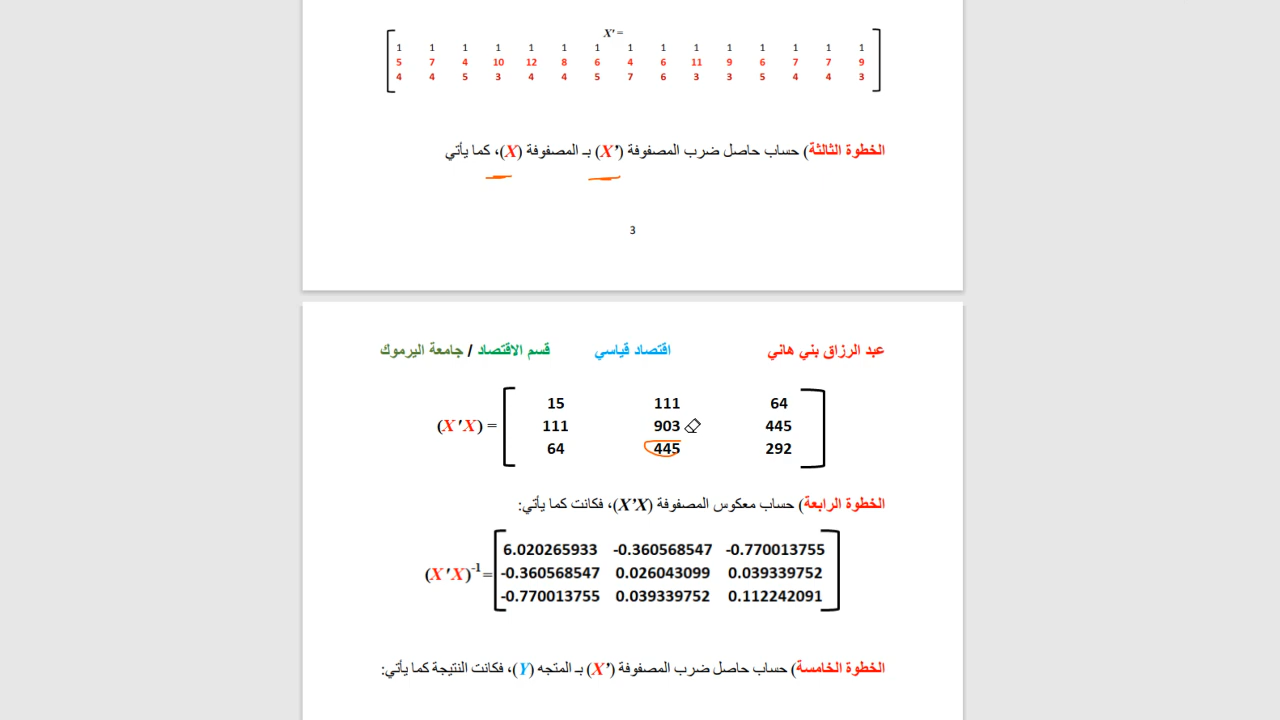 X' =
1 1 1 1 1 1 1 1 1 1 1 1 1 1 1
5 7 4 10 12 8 6 4 6 11 9 6 7 7 9
4 4 5 3 4 4 5 7 6 3 3 5 4 4 3
الخطوة الثالثة) حساب حاصل ضرب المصفوفة (X’) بـ المصفوفة (X)، كما يأتي
3
عبد الرزاق بني هاني اقتصاد قياسي قسم الاقتصاد / جامعة اليرموك
15 111 64
(X'X) = 111 903 445
64 445 292
الخطوة الرابعة) حساب معكوس المصفوفة (X’X)، فكانت كما يأتي:
6.020265933 -0.360568547 -0.770013755
(X'X)-1= -0.360568547 0.026043099 0.039339752
-0.770013755 0.039339752 0.112242091
الخطوة الخامسة) حساب حاصل ضرب المصفوفة (X’) بـ المتجه (Y)، فكانت النتيجة كما يأتي: